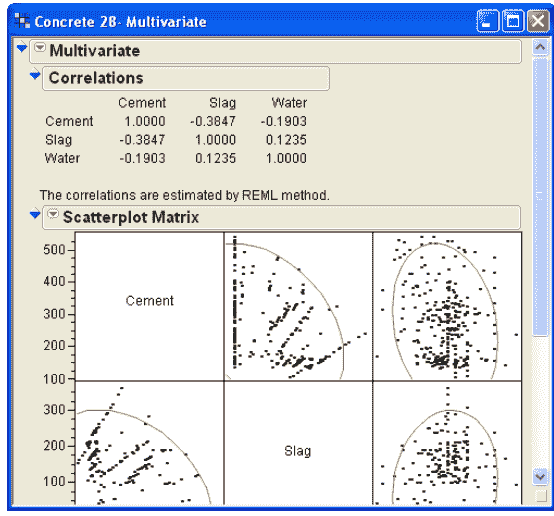 Concrete 28- Multivariate
Multivariate
Correlations
Cement Slag Water
Cement 1.0000 -0.3847 -0.1903
Slag -0.3847 1.0000 0.1235
Water -0.1903 0.1235 1.0000
The correlations are estimated by REML method.
Scatterplot Matrix
500
400
300
200
100
Cement
300
200
100
Slag